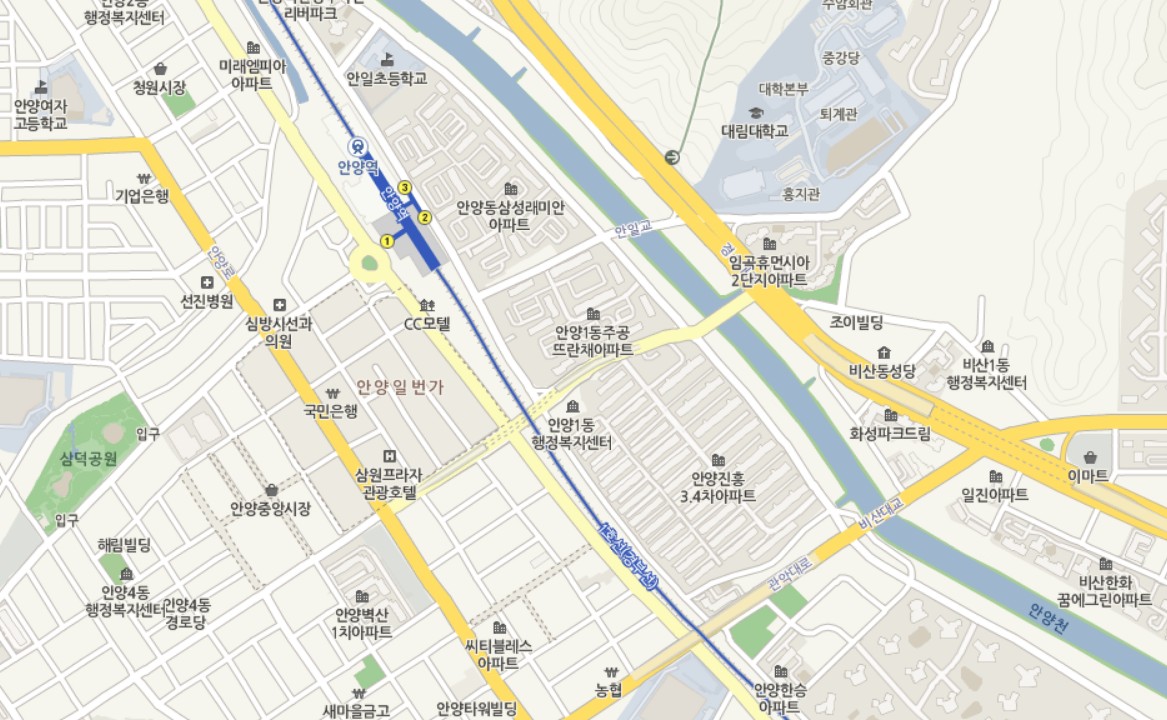 행정복지센터
리버파크
수암회관
미래엠피아
아파트
청원시장
안일초등학교
중강당
안양여자
고등학교
대학본부
퇴계관
대림대학교
안양역
기업은행
3
안양역
2
1
안양동삼성래미안
아파트
홍지관
안일교
안양로
선진병원
심방사선과
의원
CC모텔
임곡휴먼시아
2단지아파트
안양1동주공
뜨란채아파트
조이빌딩
비산동성당
비산1동
행정복지센터
안양일번가
국민은행
안양1동
행정복지센터
화성파크드림
입구
삼덕공원
삼원프라자
관광호텔
안양진흥
3.4차아파트
이마트
일진아파트
안양중앙시장
입구
비산대교
해림빌딩
1호선(경부선)
관악대로
안양4동
행정복지센터
안양4동
경로당
안양벽산
1차아파트
비산한화
꿈에그린아파트
안양천
씨티블레스
아파트
농협
안양한승
아파트
새마을금고
안양타워빌딩